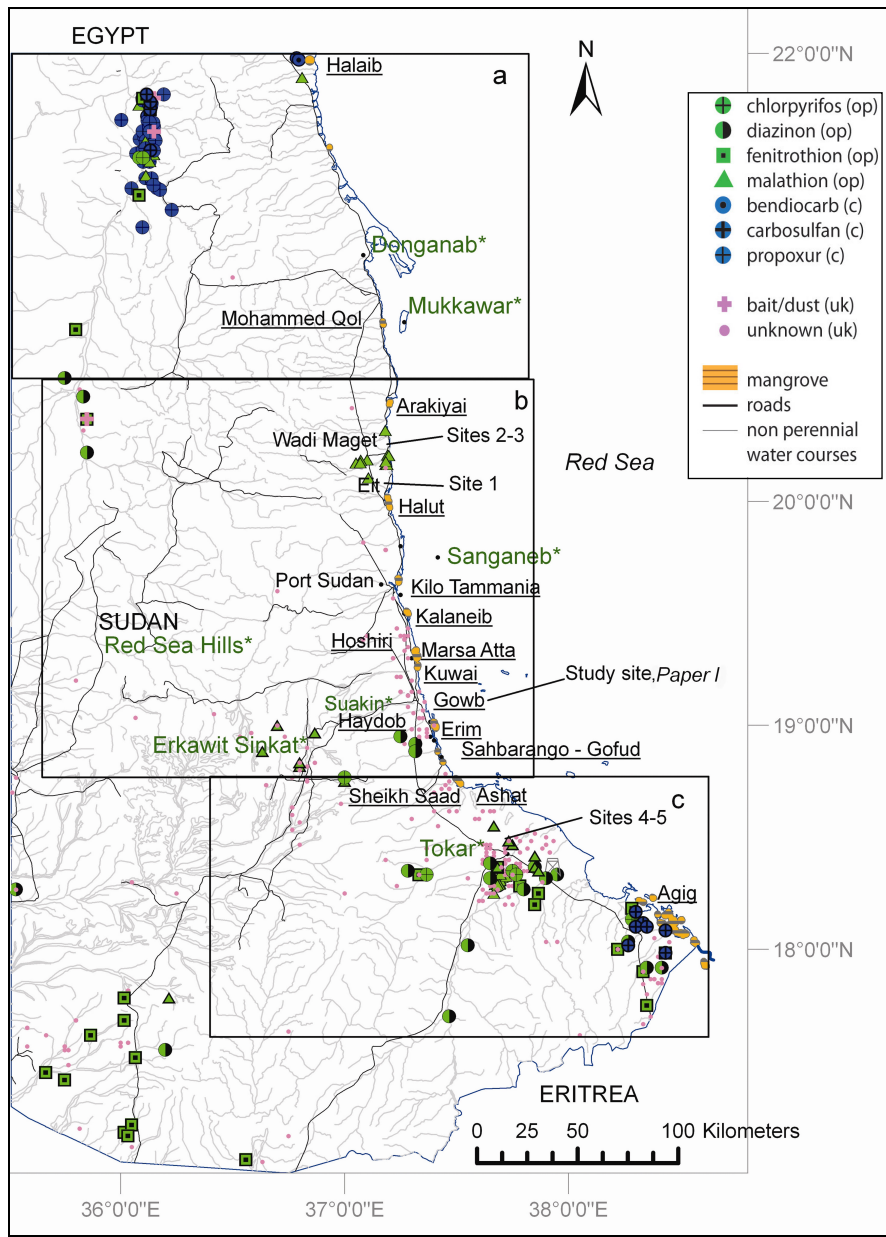 EGYPT
22°0'0"N
N
Halaib
a
chlorpyrifos (op)
diazinon (op)
fenitrothion (op)
malathion (op)
bendiocarb (c)
carbosulfan (c)
propoxur (c)
bait/dust (uk)
unknown (uk)
mangrove
roads
non perennial
water courses
Donganab*
Mukkawar*
Mohammed Qol
b
Arakiyai
Wadi Maget
Sites 2-3
Red Sea
Eit
Site 1
20°0'0"N
Halut
Sanganeb*
Port Sudan
Kilo Tammania
Kalaneib
SUDAN
Red Sea Hills*
Hoshiri
Marsa Atta
Kuwai
Study site,Paper I
Suakin*
Gowb
Haydob
Erim
19°0'0"N
Erkawit Sinkat*
Sahbarango - Gofud
Sheikh Saad
Ashat
c
Sites 4-5
Tokar*
Agig
18°0'0"N
ERITREA
0 25 50 100 Kilometers
36°0'0"E
37°0'0"E
38°0'0"E